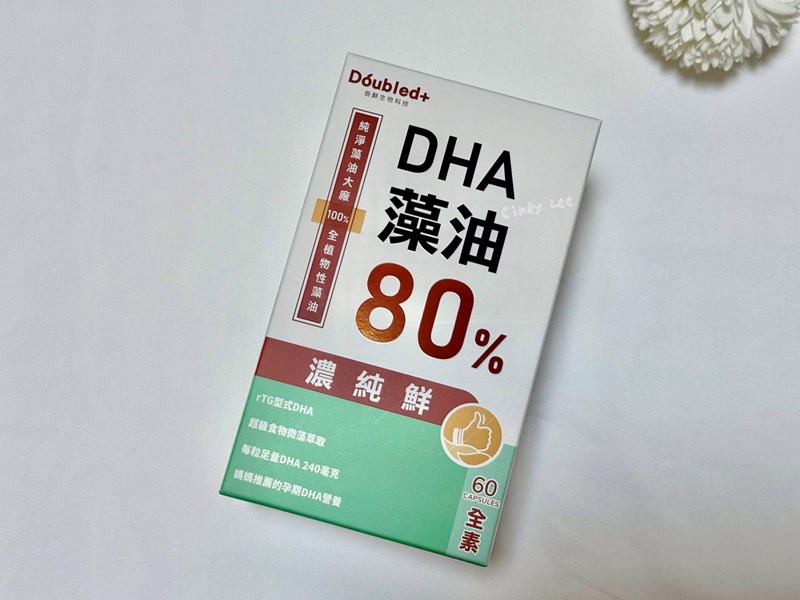 Doubled+
倍鮮生物科技
純淨藻油大廠
100%
全植物性藻油
DHA
藻油
80%
Cinky Lee
濃純鮮
rTG型式DHA
超級食物微藻萃取
每粒足量DHA 240毫克
媽媽推薦的孕期DHA營養
60
CAPSULES
全素